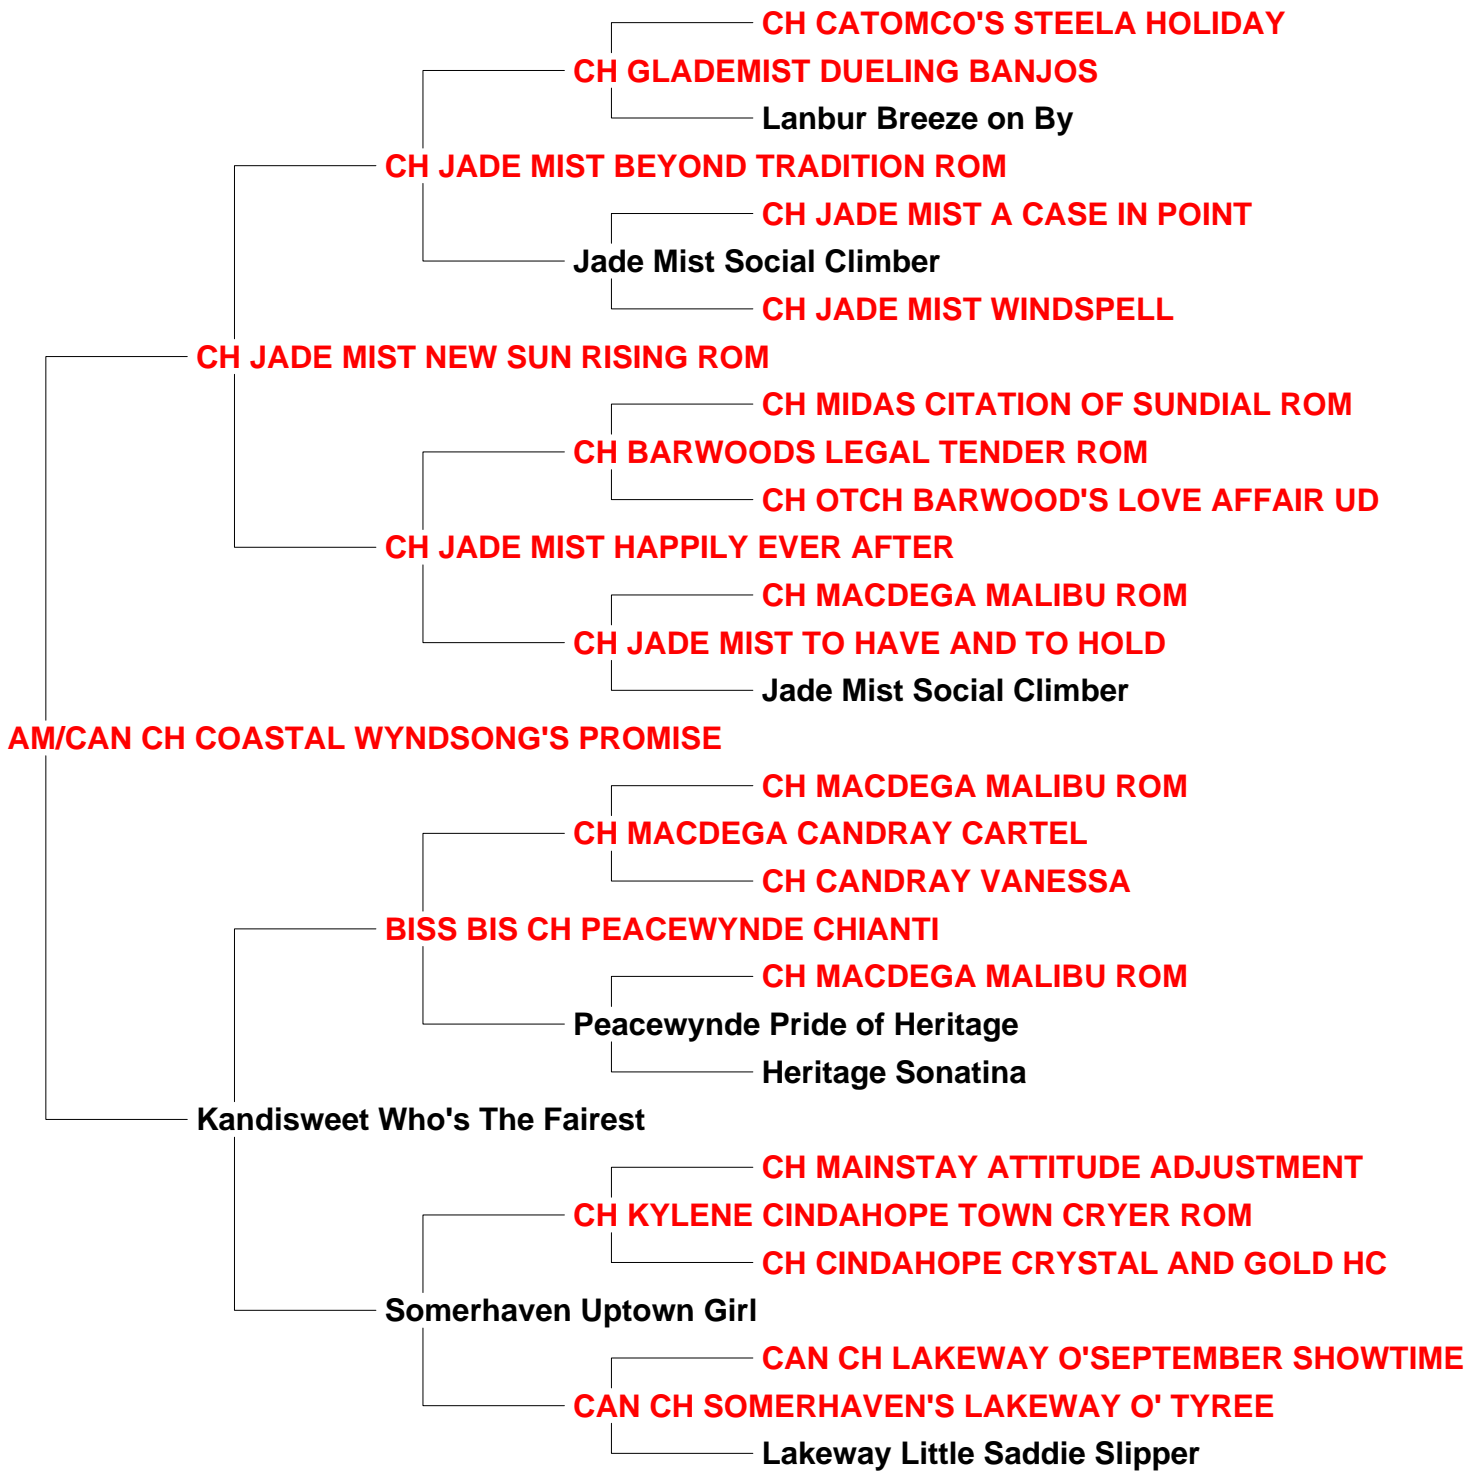 CH CATOMCO'S STEELA HOLIDAY
CH GLADEMIST DUELING BANJOS
Lanbur Breeze on By
CH JADE MIST BEYOND TRADITION ROM
CH JADE MIST A CASE IN POINT
Jade Mist Social Climber
CH JADE MIST WINDSPELL
CH JADE MIST NEW SUN RISING ROM
CH MIDAS CITATION OF SUNDIAL ROM
CH BARWOODS LEGAL TENDER ROM
CH OTCH BARWOOD'S LOVE AFFAIR UD
CH JADE MIST HAPPILY EVER AFTER
CH MACDEGA MALIBU ROM
CH JADE MIST TO HAVE AND TO HOLD
Jade Mist Social Climber
AM/CAN CH COASTAL WYNDSONG'S PROMISE
CH MACDEGA MALIBU ROM
CH MACDEGA CANDRAY CARTEL
CH CANDRAY VANESSA
BISS BIS CH PEACEWYNDE CHIANTI
CH MACDEGA MALIBU ROM
Peacewynde Pride of Heritage
Heritage Sonatina
Kandisweet Who's The Fairest
CH MAINSTAY ATTITUDE ADJUSTMENT
CH KYLENE CINDAHOPE TOWN CRYER ROM
CH CINDAHOPE CRYSTAL AND GOLD HC
Somerhaven Uptown Girl
CAN CH LAKEWAY O'SEPTEMBER SHOWTIME
CAN CH SOMERHAVEN'S LAKEWAY O' TYREE
Lakeway Little Saddie Slipper